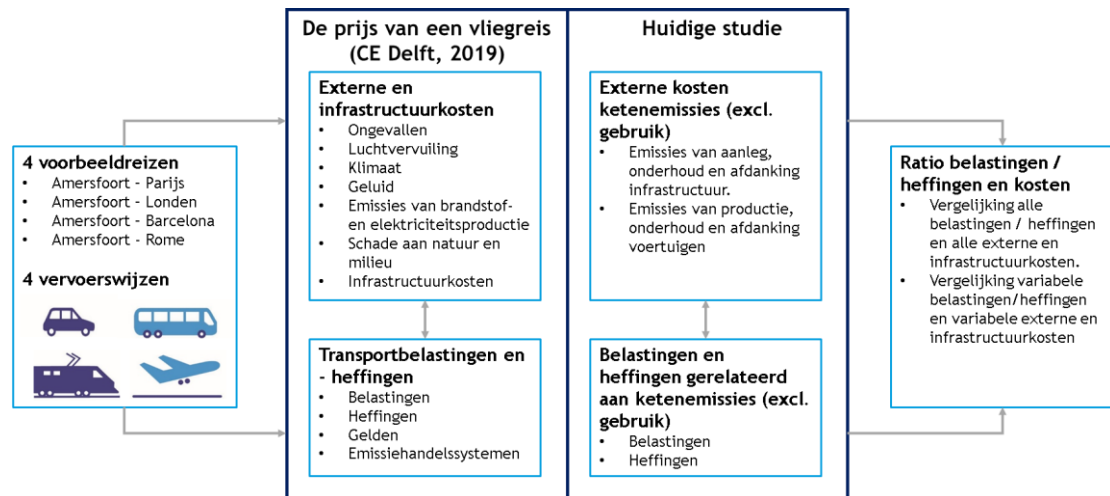 4 voorbeeldreizen
• Amersfoort - Parijs
• Amersfoort - Londen
• Amersfoort - Barcelona
• Amersfoort - Rome
4 vervoerswijzen
De prijs van een vliegreis
(CE Delft, 2019)
Externe en
infrastructuurkosten
• Ongevallen
• Luchtvervuiling
• Klimaat
• Geluid
• Emissies van brandstof-
en elektriciteitsproductie
• Schade aan natuur en
milieu
• Infrastructuurkosten
Transportbelastingen en
- heffingen
• Belastingen
• Heffingen
• Gelden
• Emissiehandelssystemen
Huidige studie
Externe kosten
ketenemissies (excl.
gebruik)
• Emissies van aanleg,
onderhoud en afdanking
infrastructuur.
• Emissies van productie,
onderhoud en afdanking
voertuigen
Belastingen en
heffingen gerelateerd
aan ketenemissies (excl.
gebruik)
• Belastingen
• Heffingen
Ratio belastingen /
heffingen en kosten
• Vergelijking alle
belastingen / heffingen
en alle externe en
infrastructuurkosten.
• Vergelijking variabele
belastingen/heffingen
en variabele externe en
infrastructuurkosten